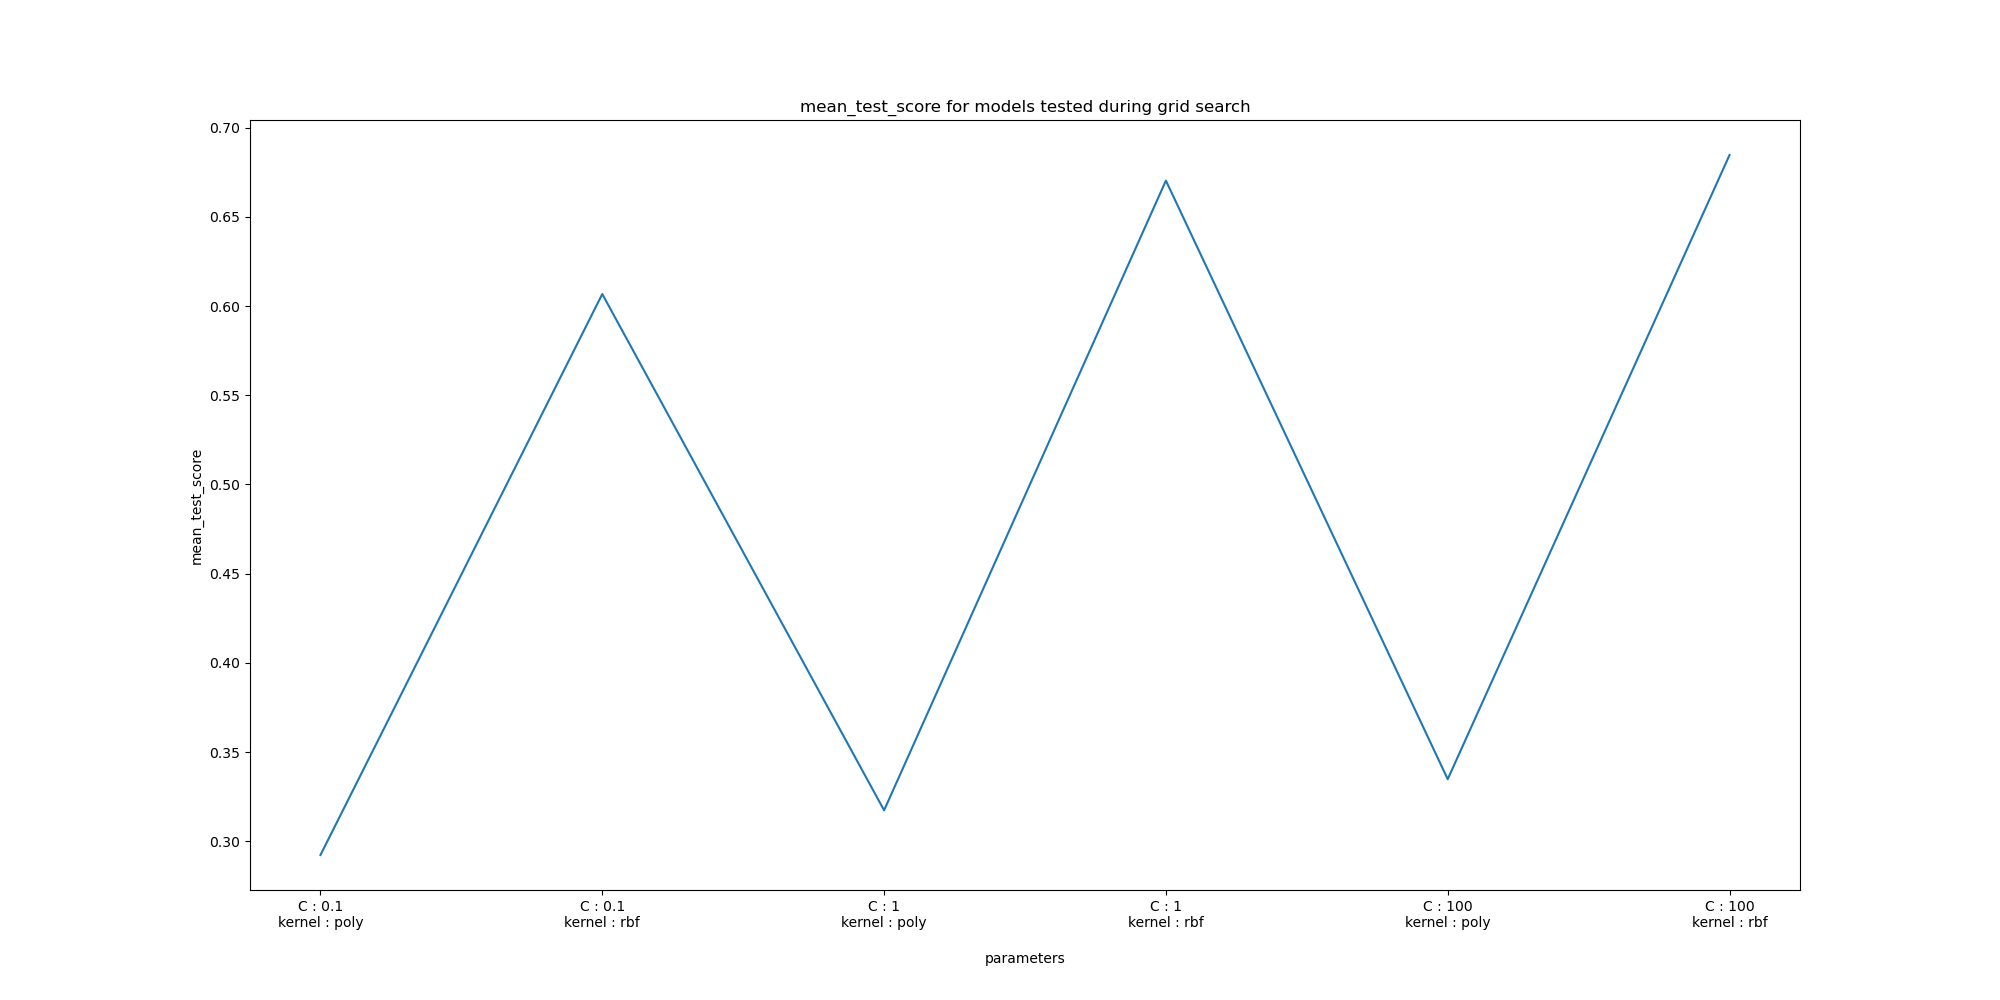 mean_test_score for models tested during grid search
0.70
0.65
0.60
0.55
0.50
0.45
0.40
0.35
0.30
mean_test_score
C : 0.1
kernel : poly
C : 0.1
kernel : rbf
C : 1
kernel : poly
C : 1
kernel : rbf
C : 100
kernel : poly
C : 100
kernel : rbf
parameters